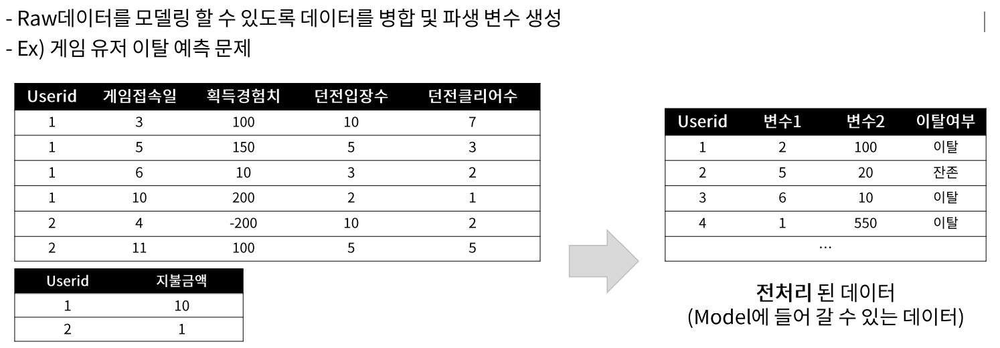 - Raw데이터를 모델링 할 수 있도록 데이터를 병합 및 파생 변수 생성
- Ex) 게임 유저 이탈 예측 문제
Userid 게임접속일 획득경험치 던전입장수 던전클리어수
1 3 100 10 7
1 5 150 5 3
1 6 10 3 2
1 10 200 2 1
2 4 -200 10 2
2 11 100 5 5
Userid 지불금액
1 10
2 1
Userid 변수1 변수2 이탈여부
1 2 100 이탈
2 5 20 잔존
3 6 10 이탈
4 1 550 이탈
...
전처리 된 데이터
(Model에 들어 갈 수 있는 데이터)